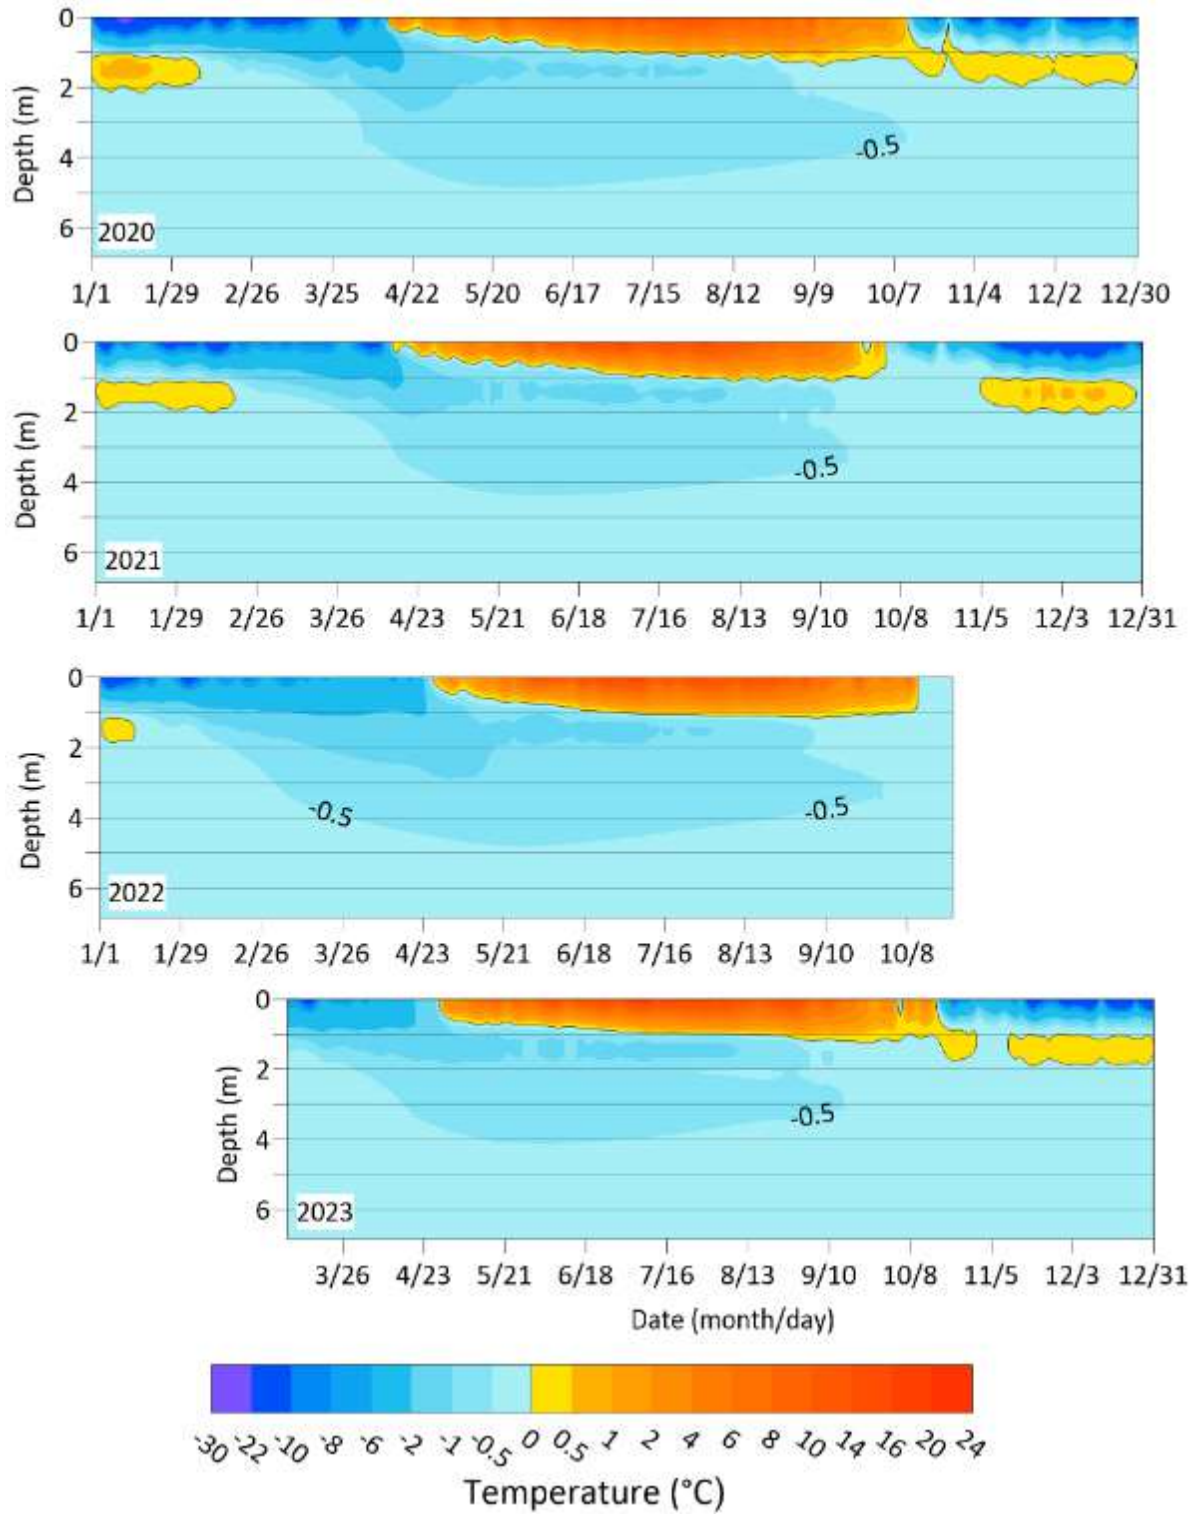 0
2
4
6
Depth (m)
-0.5
2020
1/1 1/29 2/26 3/25 4/22 5/20 6/17 7/15 8/12 9/9 10/7 11/4 12/2 12/30
0
2
4
6
Depth (m)
-0.5
2021
1/1 1/29 2/26 3/26 4/23 5/21 6/18 7/16 8/13 9/10 10/8 11/5 12/3 12/31
0
2
4
6
Depth (m)
-0.5 -0.5
2022
1/1 1/29 2/26 3/26 4/23 5/21 6/18 7/16 8/13 9/10 10/8
0
2
4
6
Depth (m)
-0.5
2023
3/26 4/23 5/21 6/18 7/16 8/13 9/10 10/8 11/5 12/3 12/31
Date (month/day)
-30 -22 -10 -8 -6 -2 -1 -0.5 0 0.5 1 2 4 6 8 10 14 16 20 24
Temperature (°C)